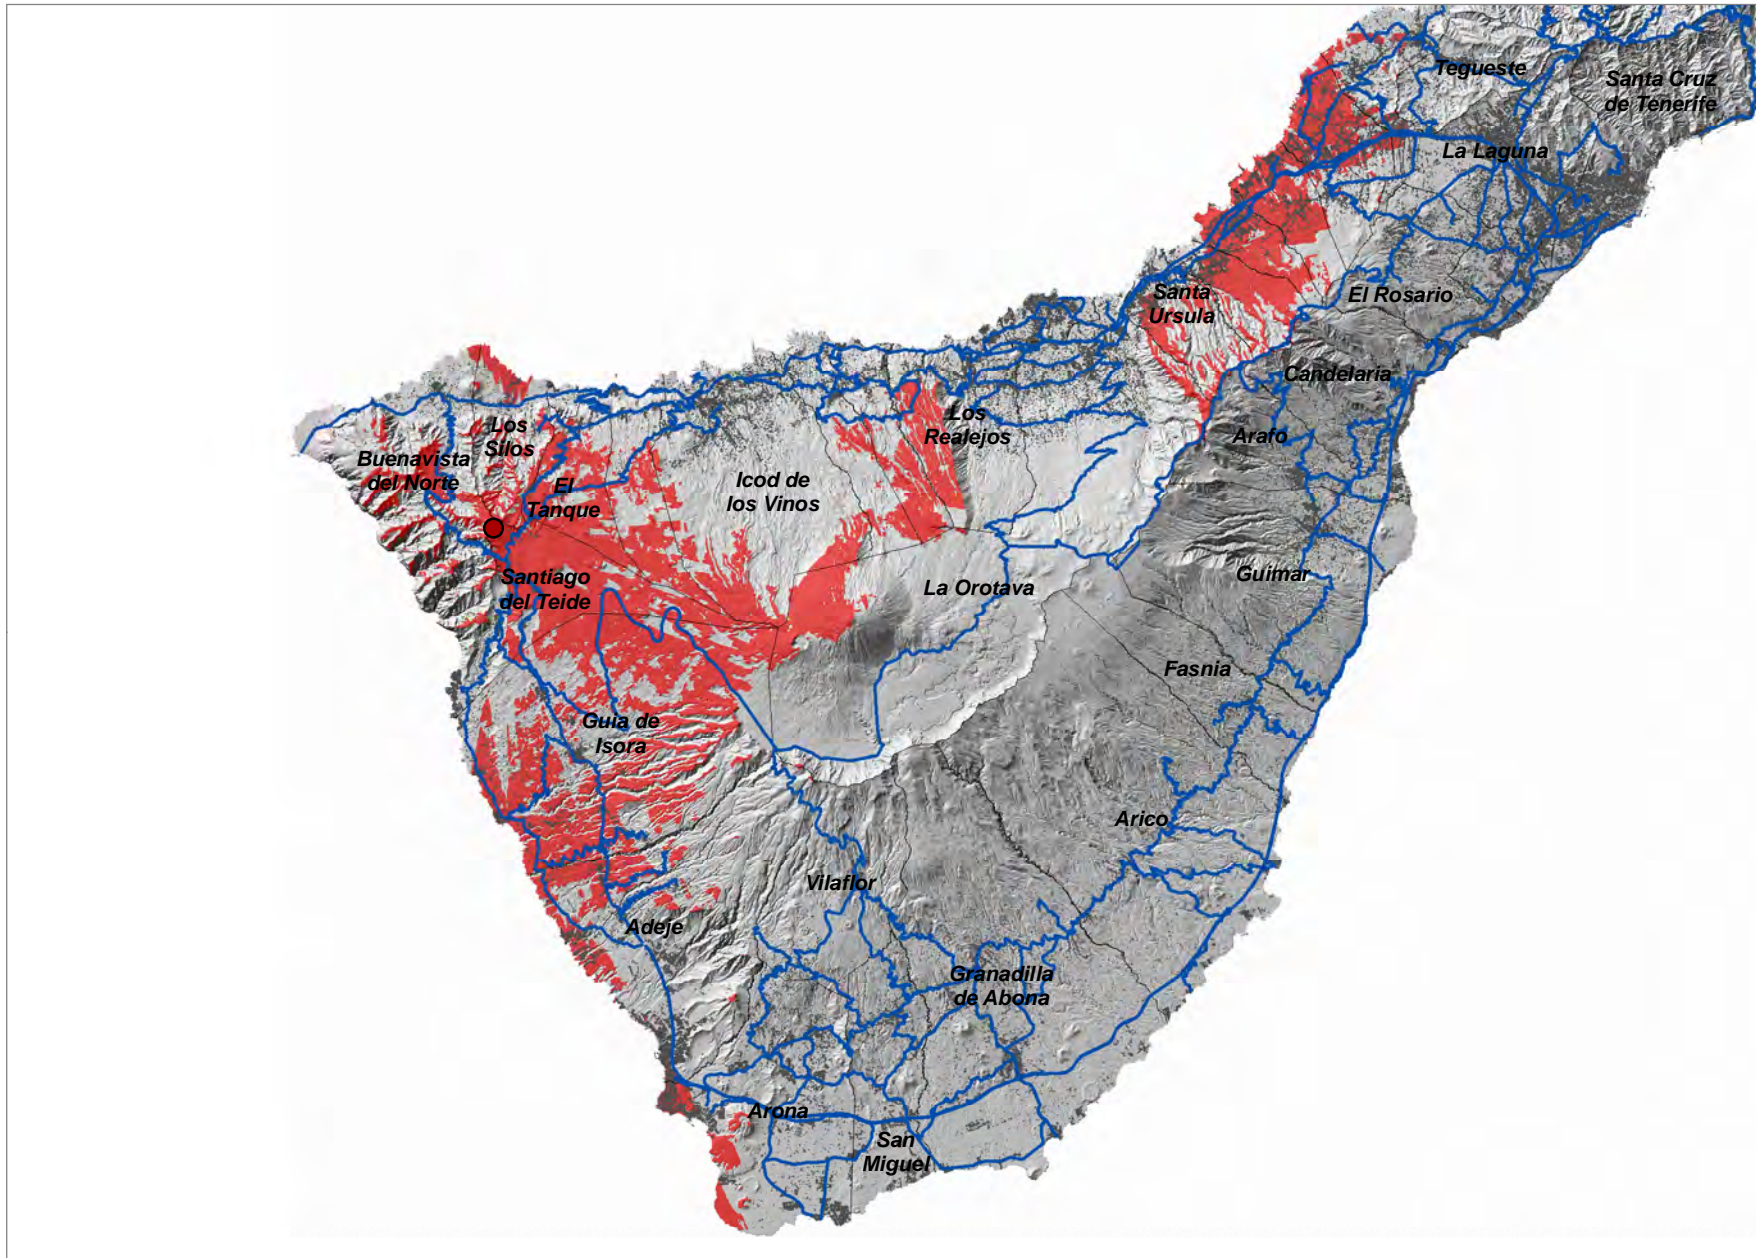 Tegueste
Santa Cruz
de Tenerife
La Laguna
Santa
Ursula
El Rosario
Candelaria
Los
Silos
Los
Realejos
Arafo
Buenavista
del Norte
El
Tanque
Icod de
los Vinos
Santiago
del Teide
La Orotava
Guimar
Fasnia
Guia de
Isora
Arico
Vilaflor
Adeje
Granadilla
de Abona
Arona
San
Miguel